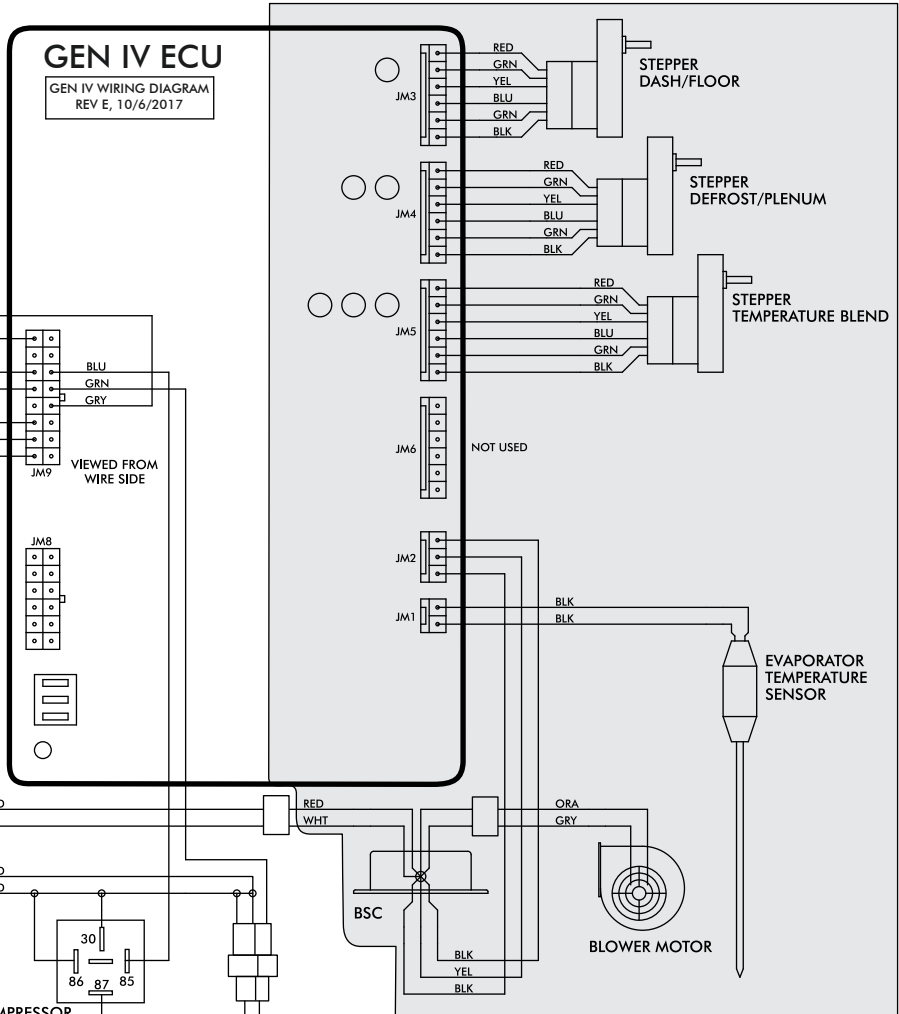 GEN IV ECU
GEN IV WIRING DIAGRAM
REV E, 10/6/2017
JM3
RED
GRN
YEL
BLU
GRN
BLK
STEPPER
DASH/FLOOR
JM4
RED
GRN
YEL
BLU
GRN
BLK
STEPPER
DEFROST/PLENUM
JM5
RED
GRN
YEL
BLU
GRN
BLK
STEPPER
TEMPERATURE BLEND
BLU
GRN
GRY
JM9
VIEWED FROM
WIRE SIDE
JM6
NOT USED
JM8
JM2
JM1
BLK
BLK
EVAPORATOR
TEMPERATURE
SENSOR
RED
WHT
ORA
GRY
BSC
BLOWER MOTOR
BLK
YEL
BLK
30
86
87
85
MPRESSOR